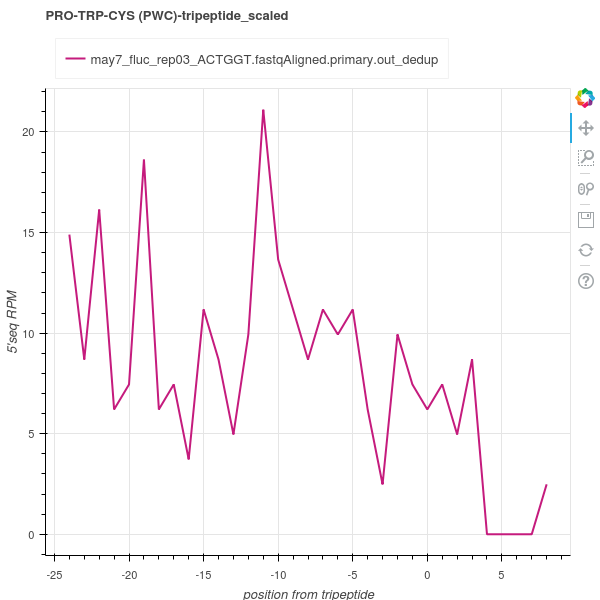 PRO-TRP-CYS (PWC)-tripeptide_scaled
may7_fluc_rep03_ACTGGT.fastqAligned.primary.out_dedup
20
15
10
5
0
5'seq RPM
-25 -20 -15 -10 -5 0 5
position from tripeptide